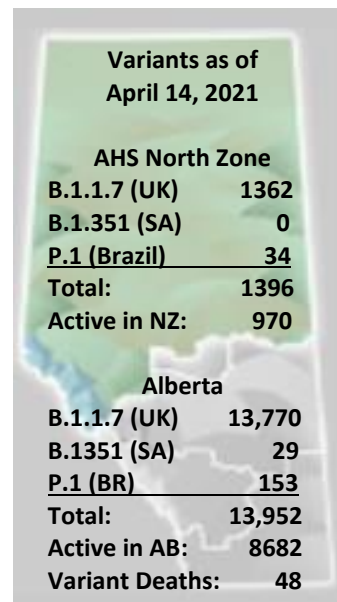 Variants as of
April 14, 2021
AHS North Zone
B.1.1.7 (UK) 1362
B.1.351 (SA) 0
P.1 (Brazil) 34
Total: 1396
Active in NZ: 970
Alberta
B.1.1.7 (UK) 13,770
B.1351 (SA) 29
P.1 (BR) 153
Total: 13,952
Active in AB: 8682
Variant Deaths: 48